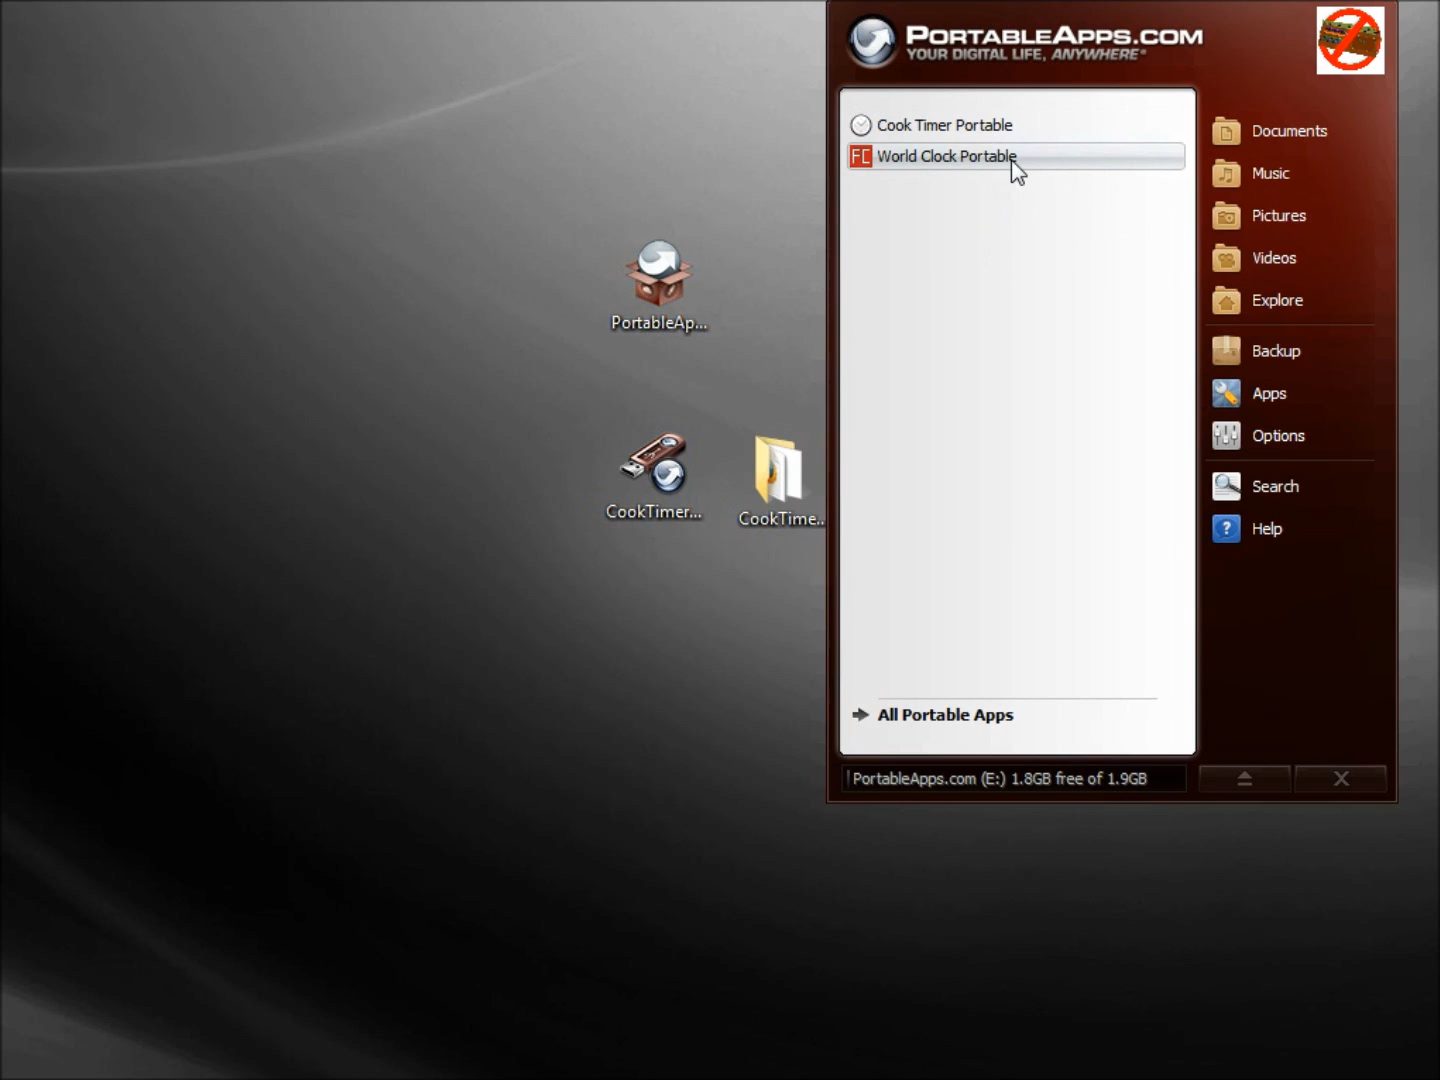 PORTABLEAPPS.COM
YOUR DIGITAL LIFE, ANYWHERE®
Cook Timer Portable
FC World Clock Portable
All Portable Apps
PortableApps.com (E:) 1.8GB free of 1.9GB
Documents
Music
Pictures
Videos
Explore
Backup
Apps
Options
Search
Help
X
PortableAp...
CookTimer...
CookTime...